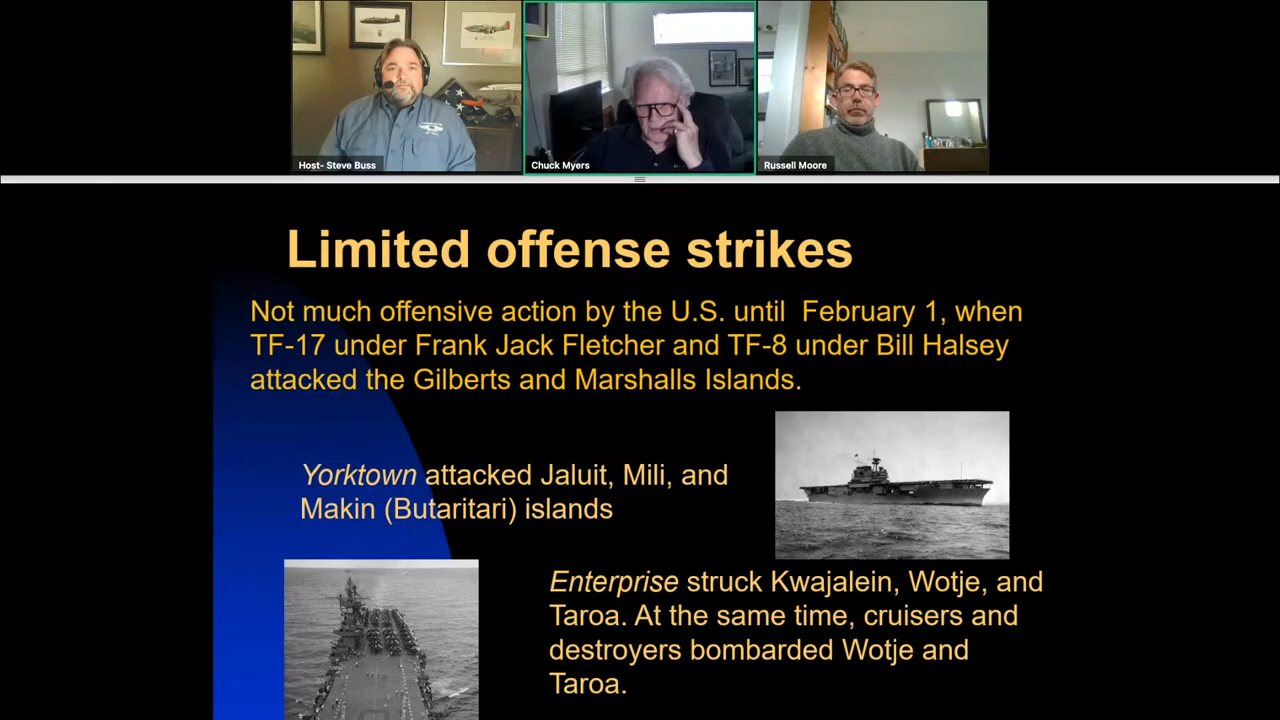 Host- Steve Buss
Chuck Myers
Russell Moore
Limited offense strikes
Not much offensive action by the U.S. until  February 1, when
TF-17 under Frank Jack Fletcher and TF-8 under Bill Halsey
attacked the Gilberts and Marshalls Islands.
Yorktown attacked Jaluit, Mili, and
Makin (Butaritari) islands
Enterprise struck Kwajalein, Wotje, and
Taroa. At the same time, cruisers and
destroyers bombarded Wotje and
Taroa.